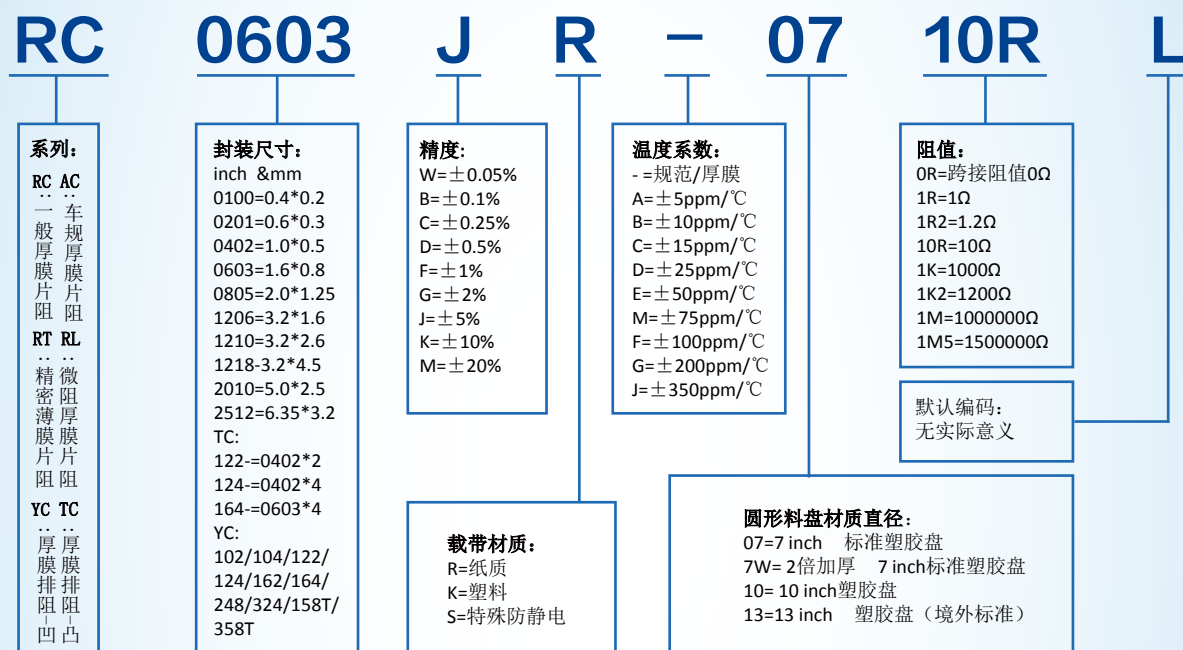 RC 0603 J R - 07 10R L
系列：
RC AC
：一般厚膜片阻
：车规厚膜片阻
RT RL
：精密薄膜片阻
：微阻厚膜片阻
YC TC
：厚膜排阻-凹
：厚膜排阻-凸
封装尺寸：
inch &mm
0100=0.4*0.2
0201=0.6*0.3
0402=1.0*0.5
0603=1.6*0.8
0805=2.0*1.25
1206=3.2*1.6
1210=3.2*2.6
1218-3.2*4.5
2010=5.0*2.5
2512=6.35*3.2
TC:
122-=0402*2
124-=0402*4
164-=0603*4
YC:
102/104/122/
124/162/164/
248/324/158T/
358T
精度:
W=±0.05%
B=±0.1%
C=±0.25%
D=±0.5%
F=±1%
G=±2%
J=±5%
K=±10%
M=±20%
载带材质：
R=纸质
K=塑料
S=特殊防静电
温度系数：
- =规范/厚膜
A=±5ppm/℃
B=±10ppm/℃
C=±15ppm/℃
D=±25ppm/℃
E=±50ppm/℃
M=±75ppm/℃
F=±100ppm/℃
G=±200ppm/℃
J=±350ppm/℃
圆形料盘材质直径：
07=7 inch 标准塑胶盘
7W= 2倍加厚 7 inch标准塑胶盘
10= 10 inch塑胶盘
13=13 inch 塑胶盘（境外标准）
阻值：
0R=跨接阻值0Ω
1R=1Ω
1R2=1.2Ω
10R=10Ω
1K=1000Ω
1K2=1200Ω
1M=1000000Ω
1M5=1500000Ω
默认编码：
无实际意义